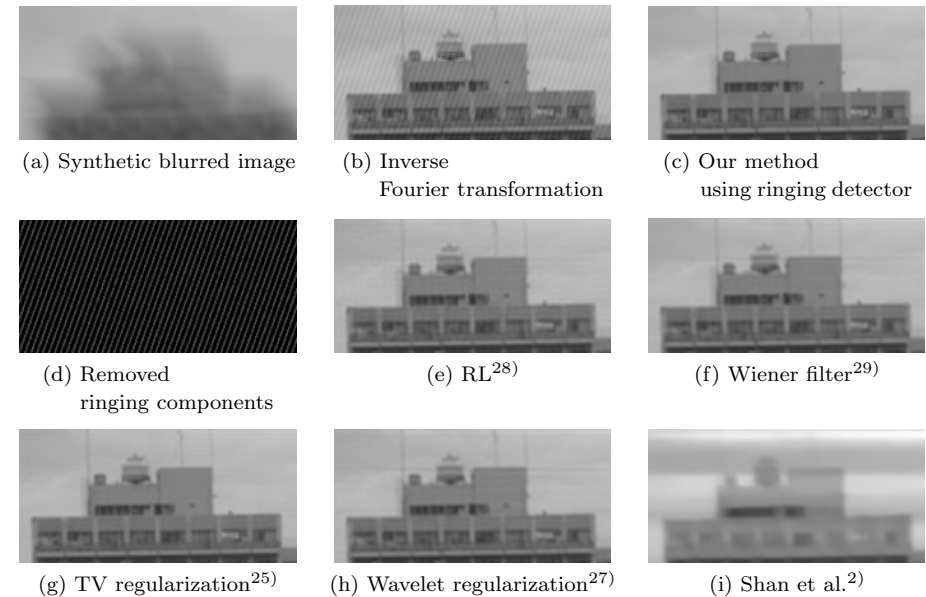 (a) Synthetic blurred image
(b) Inverse
Fourier transformation
(c) Our method
using ringing detector
(d) Removed
ringing components
(e) RL28)
(f) Wiener filter29)
(g) TV regularization25)
(h) Wavelet regularization27)
(i) Shan et al.2)